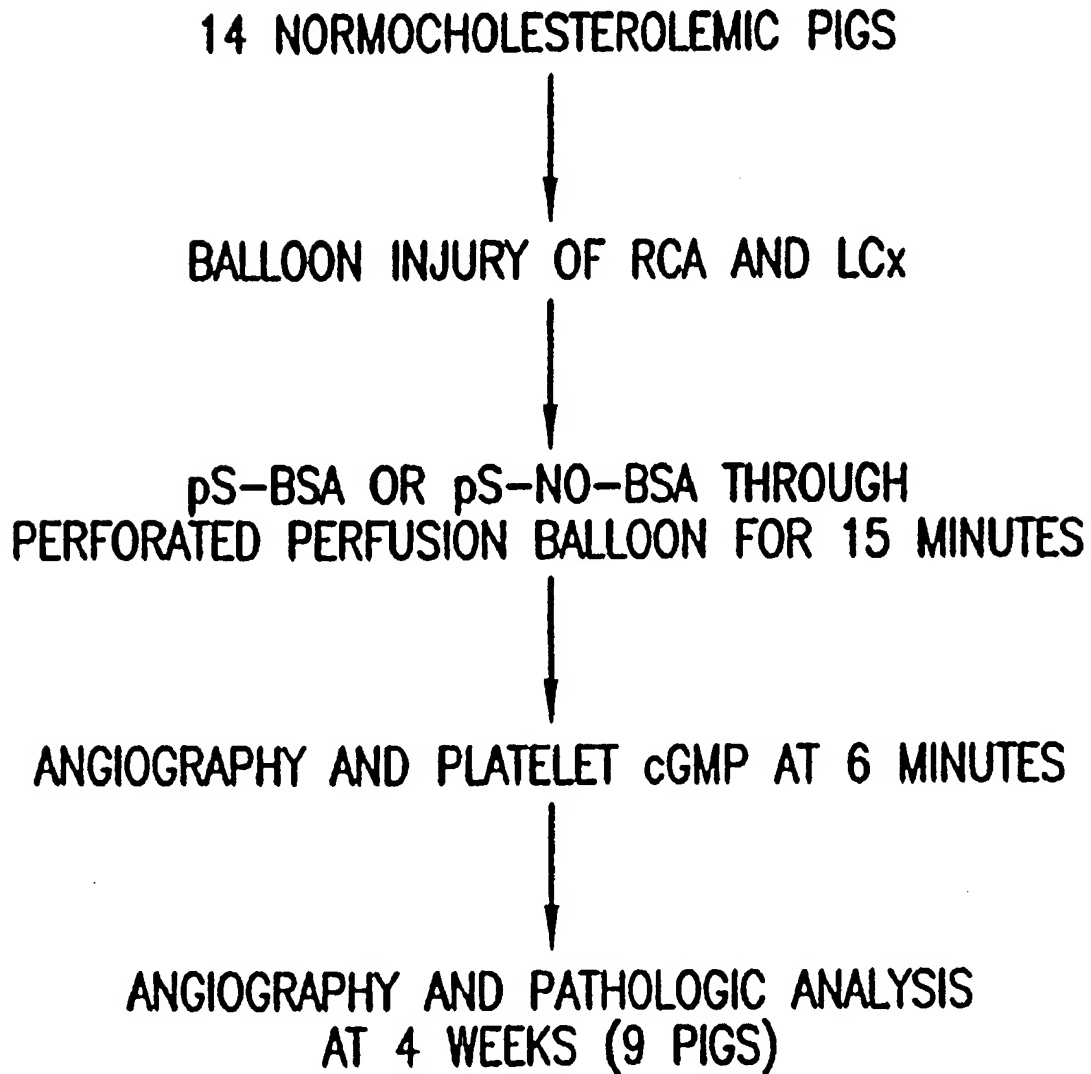 14 NORMOCHOLESTEROLEMIC PIGS
BALLOON INJURY OF RCA AND LCx
pS-BSA OR pS-NO-BSA THROUGH
PERFORATED PERFUSION BALLOON FOR 15 MINUTES
ANGIOGRAPHY AND PLATELET cGMP AT 6 MINUTES
ANGIOGRAPHY AND PATHOLOGIC ANALYSIS
AT 4 WEEKS (9 PIGS)